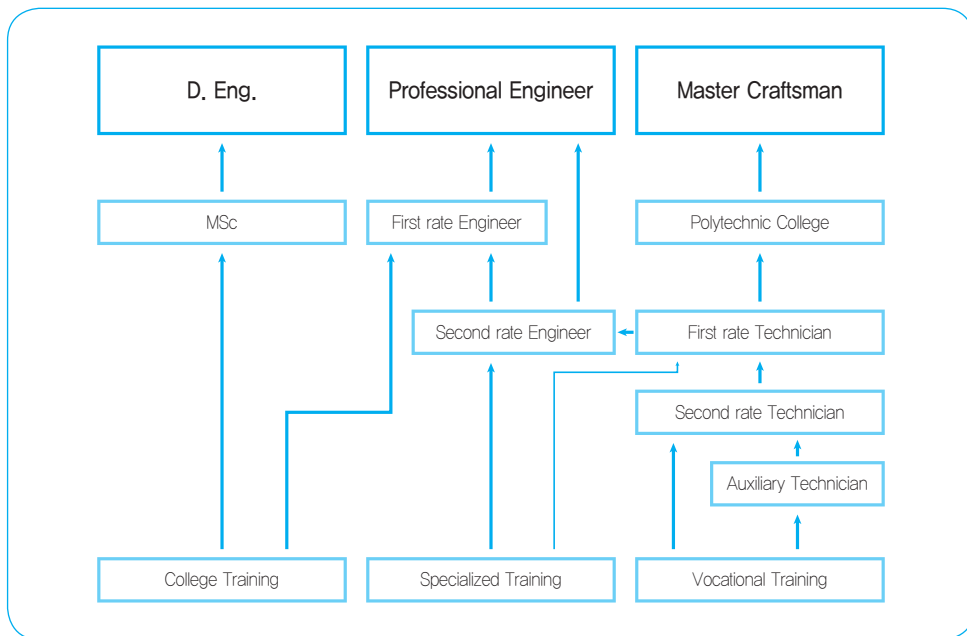 D. Eng.
Professional Engineer
Master Craftsman
MSc
First rate Engineer
Polytechnic College
Second rate Engineer
First rate Technician
Second rate Technician
Auxiliary Technician
College Training
Specialized Training
Vocational Training